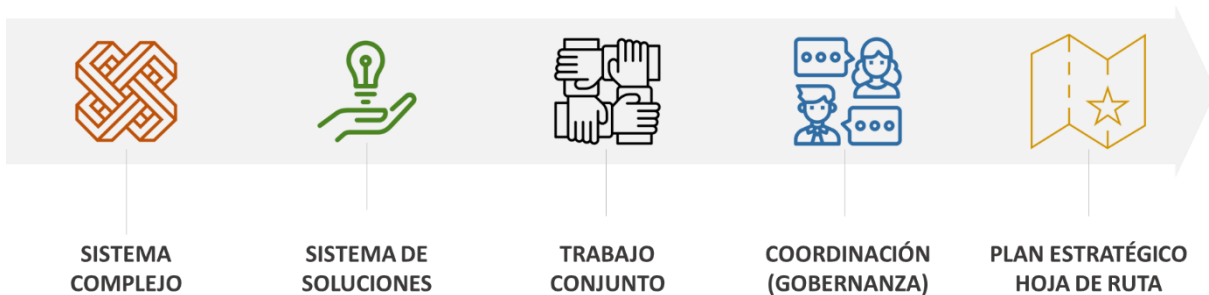 SISTEMA
COMPLEJO
SISTEMA DE
SOLUCIONES
TRABAJO
CONJUNTO
COORDINACIÓN
(GOBERNANZA)
PLAN ESTRATÉGICO
HOJA DE RUTA